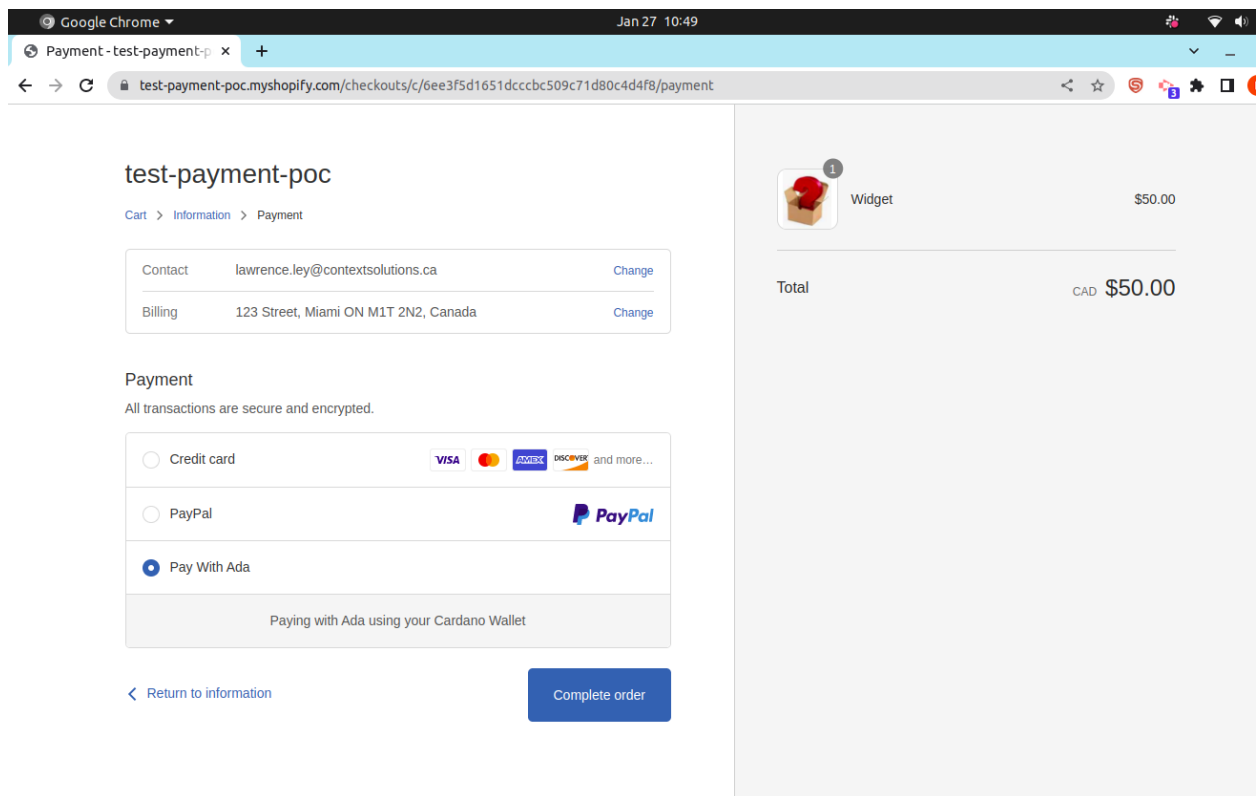 Google Chrome
Jan 27 10:49
Payment - test-payment-p
test-payment-poc.myshopify.com/checkouts/c/6ee3f5d1651dcccbc509c71d80c4d4f8/payment
3
test-payment-poc
Cart > Information > Payment
Contact lawrence.ley@contextsolutions.ca Change
Billing 123 Street, Miami ON M1T 2N2, Canada Change
Payment
All transactions are secure and encrypted.
Credit card VISA AMEX DISCOVER and more...
PayPal PayPal
Pay With Ada
Paying with Ada using your Cardano Wallet
Return to information Complete order
1
Widget $50.00
Total CAD $50.00